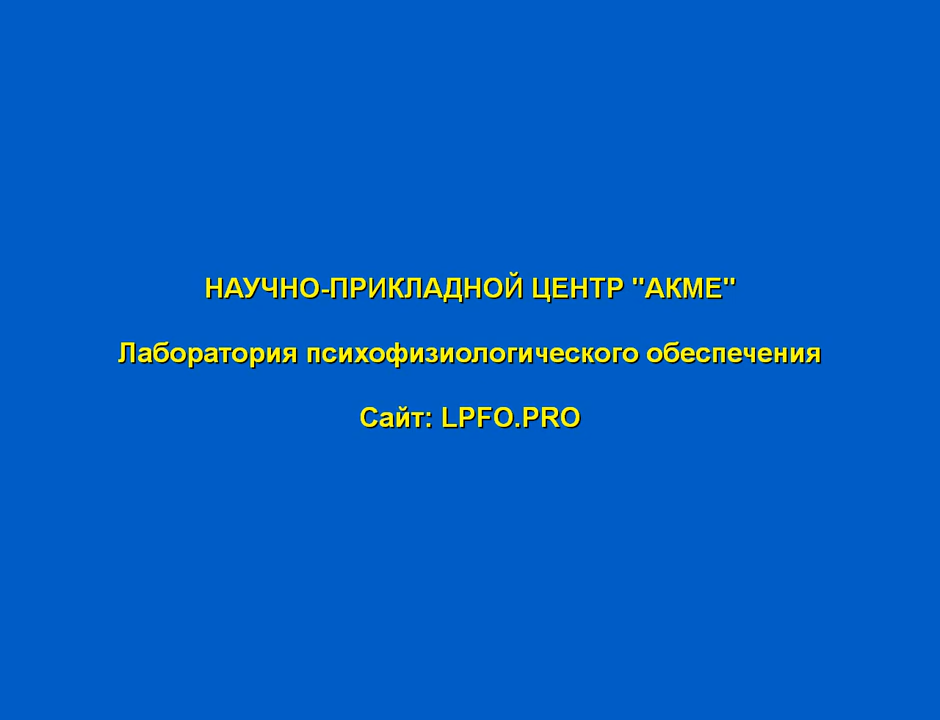 НАУЧНО-ПРИКЛАДНОЙ ЦЕНТР "АКМЕ"
Лаборатория психофизиологического обеспечения
Сайт: LPFO.PRO